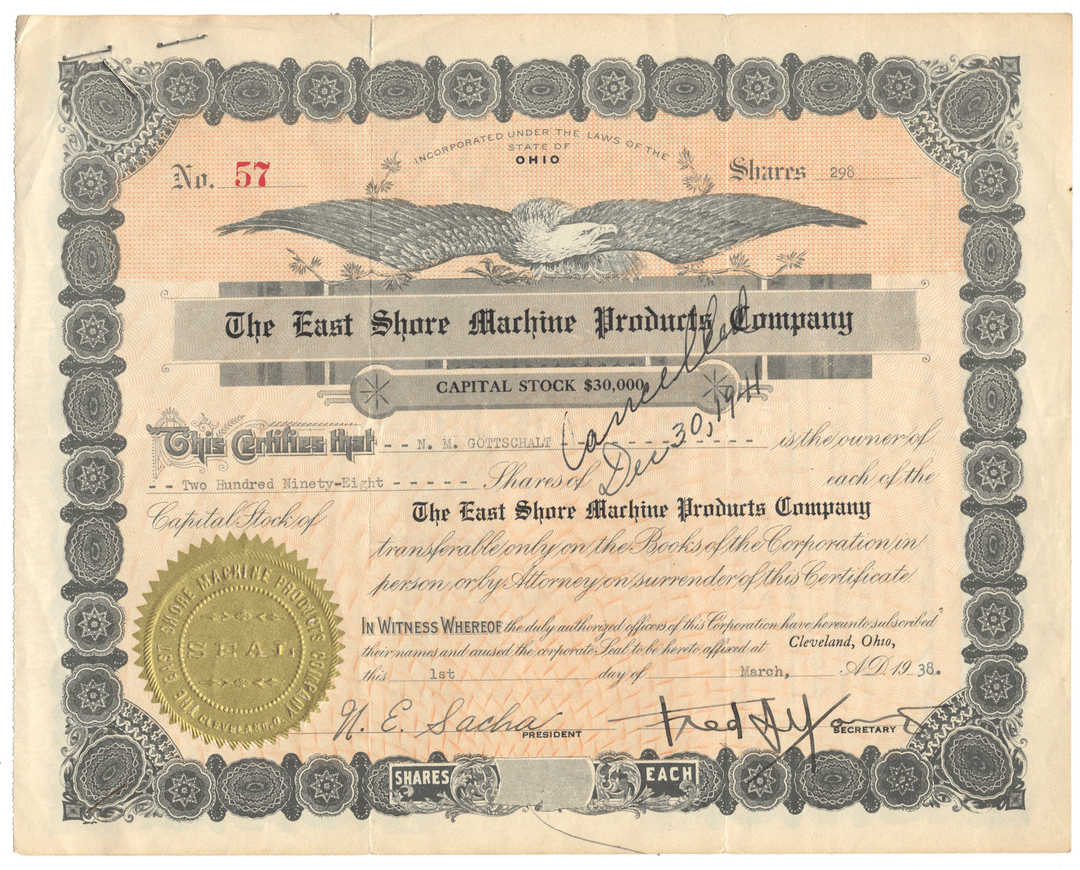 INCORPORATED UNDER THE LAWS OF THE
STATE OF
OHIO
No. 57
Shares 298
The East Shore Machine Products Company
CAPITAL STOCK $30,000
Cancelled
Dec 30, 1941
This Certifies that - - N. M. GOTTSCHALT - - - - - - - - - - is the owner of
- - Two Hundred Ninety-Eight - - - - - Shares of each of the
Capital Stock of The East Shore Machine Products Company
transferable only on the Books of the Corporation in
person or by Attorney on surrender of this Certificate.
IN WITNESS WHEREOF the duly authorized officers of this Corporation have hereunto subscribed
their names and caused the corporate Seal to be hereto affixed at Cleveland, Ohio,
this 1st day of March, A.D. 19 38.
THE EAST SHORE MACHINE PRODUCTS COMPANY
SEAL
CLEVELAND, O.
N. E. Sacha
PRESIDENT
SECRETARY
SHARES EACH